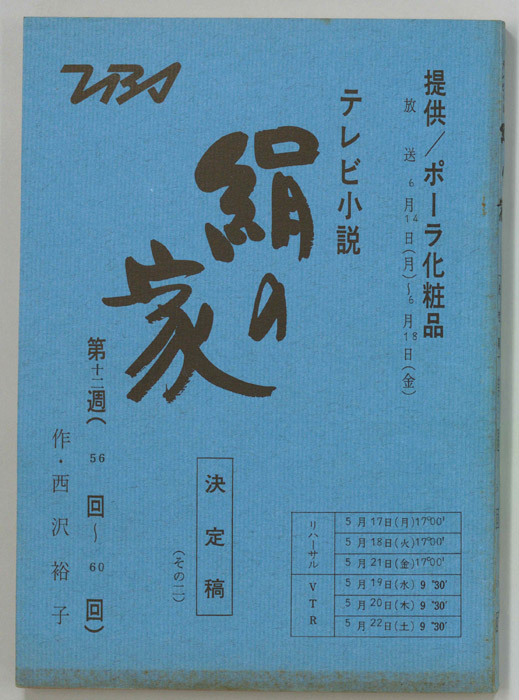 TBS
提供/ポーラ化粧品
放送 6月14日(月)~6月18日(金)
テレビ小説
絹の家
第十二週(56回~60回)
作・西沢裕子
決定稿
(その二)
リハーサル
5月17日(月)17°00'
5月18日(火)17°00'
5月21日(金)17°00'
VTR
5月19日(水) 9°30'
5月20日(木) 9°30'
5月22日(土) 9°30'